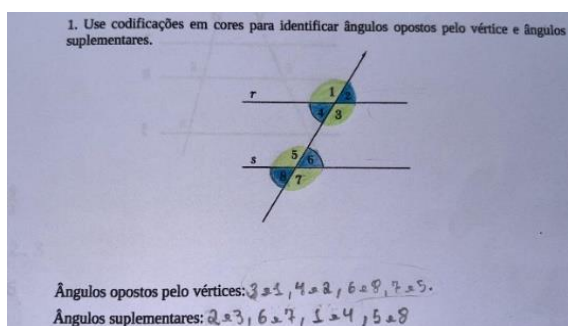 1. Use codificações em cores para identificar ângulos opostos pelo vértice e ângulos
suplementares.
r
1 2
4 3
s
5 6
8 7
Ângulos opostos pelo vértices: 3 e 1, 4 e 2, 6 e 8, 7 e 5.
Ângulos suplementares: 2 e 3, 6 e 7, 1 e 4, 5 e 8